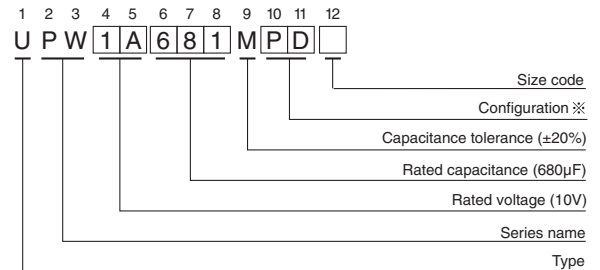 1 2 3 4 5 6 7 8 9 10 11 12
U P W 1 A 6 8 1 M P D
Size code
Configuration ※
Capacitance tolerance (±20%)
Rated capacitance (680µF)
Rated voltage (10V)
Series name
Type